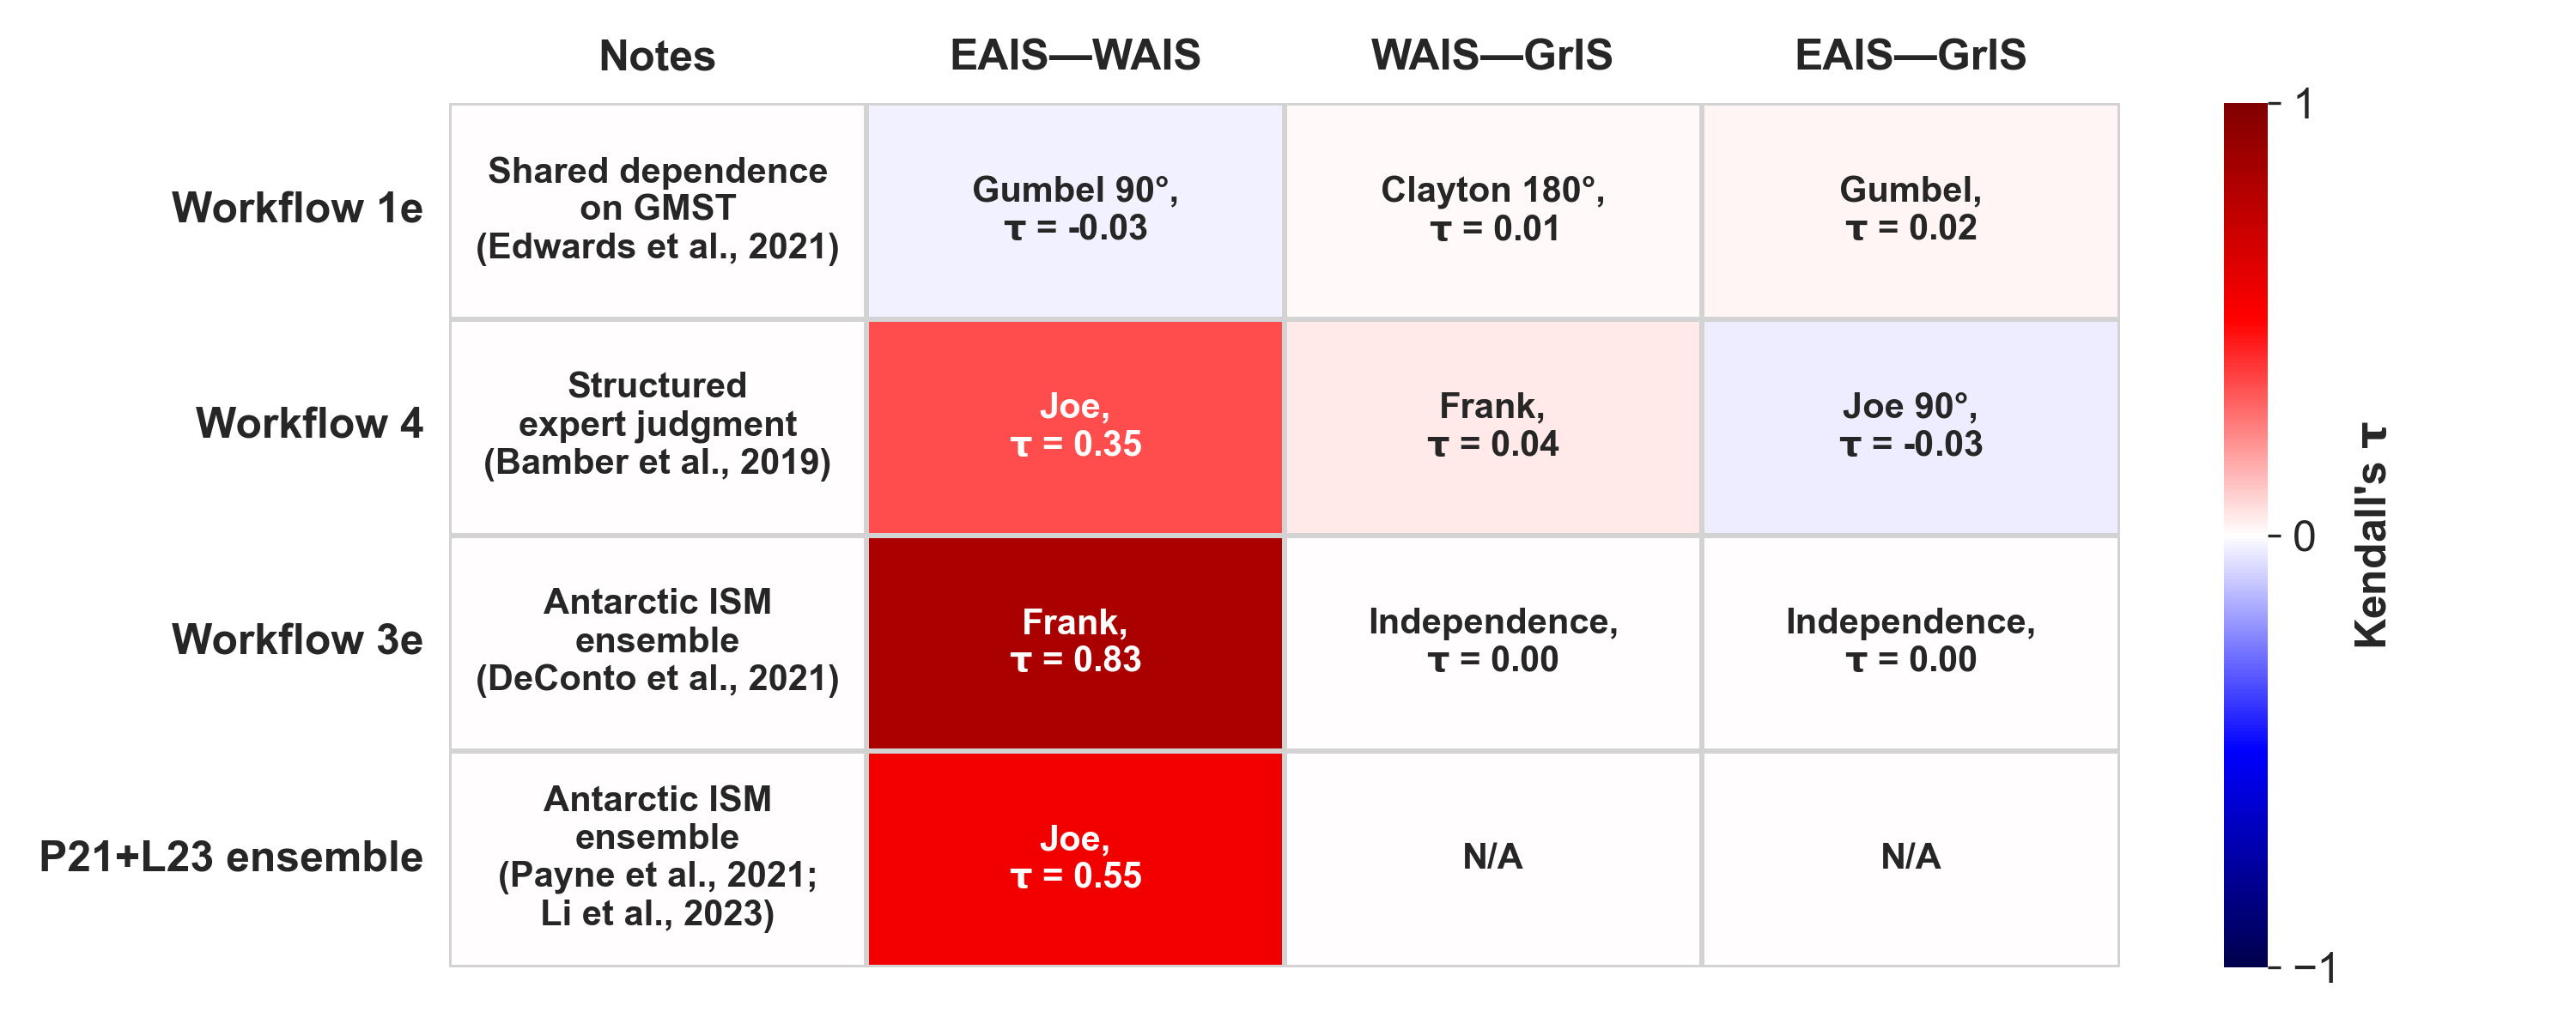 Notes
EAIS—WAIS
WAIS—GrIS
EAIS—GrIS
Workflow 1e
Shared dependence
on GMST
(Edwards et al., 2021)
Gumbel 90°,
τ = -0.03
Clayton 180°,
τ = 0.01
Gumbel,
τ = 0.02
Workflow 4
Structured
expert judgment
(Bamber et al., 2019)
Joe,
τ = 0.35
Frank,
τ = 0.04
Joe 90°,
τ = -0.03
Workflow 3e
Antarctic ISM
ensemble
(DeConto et al., 2021)
Frank,
τ = 0.83
Independence,
τ = 0.00
Independence,
τ = 0.00
P21+L23 ensemble
Antarctic ISM
ensemble
(Payne et al., 2021;
Li et al., 2023)
Joe,
τ = 0.55
N/A
N/A
1
0
−1
Kendall's τ